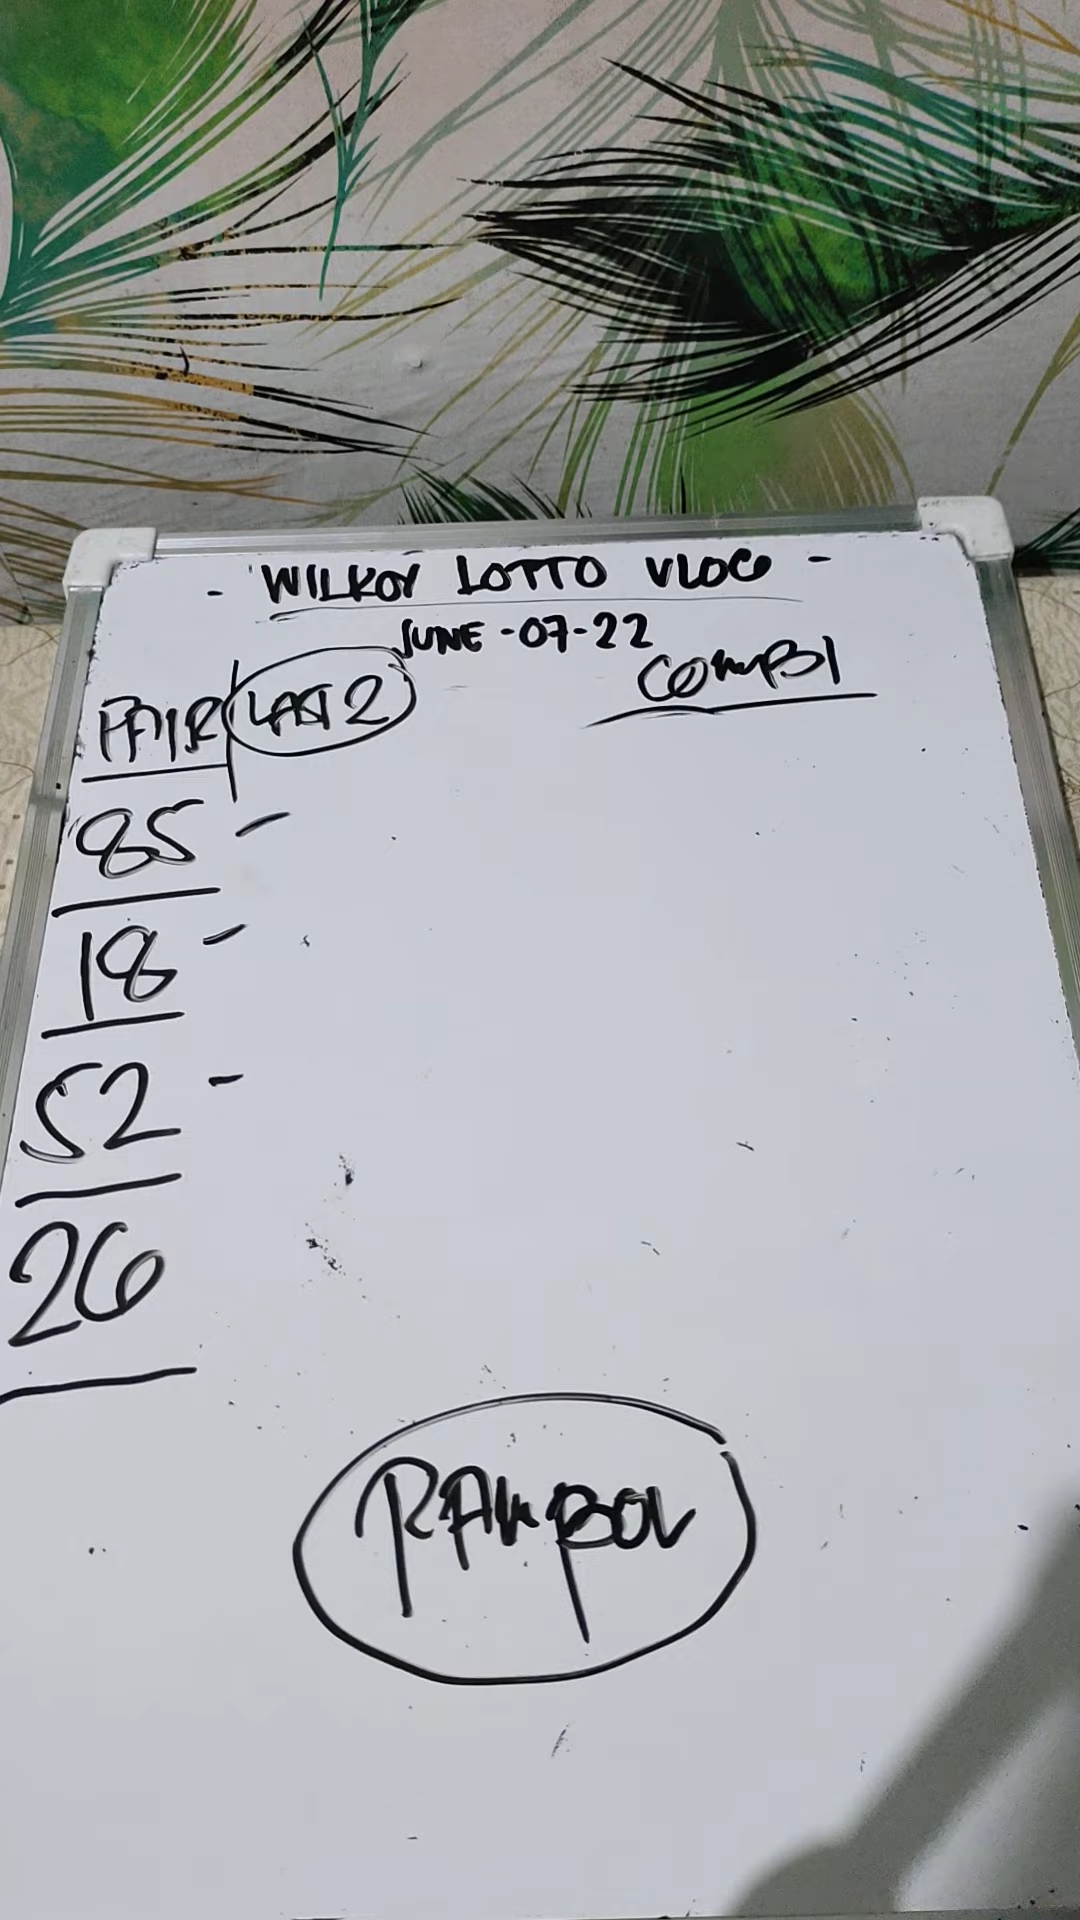 - WILKOY LOTTO VLOG -
JUNE-07-22
PAIR LAST 2
COMBI
85 -
18 -
52 -
26
RAMBOL